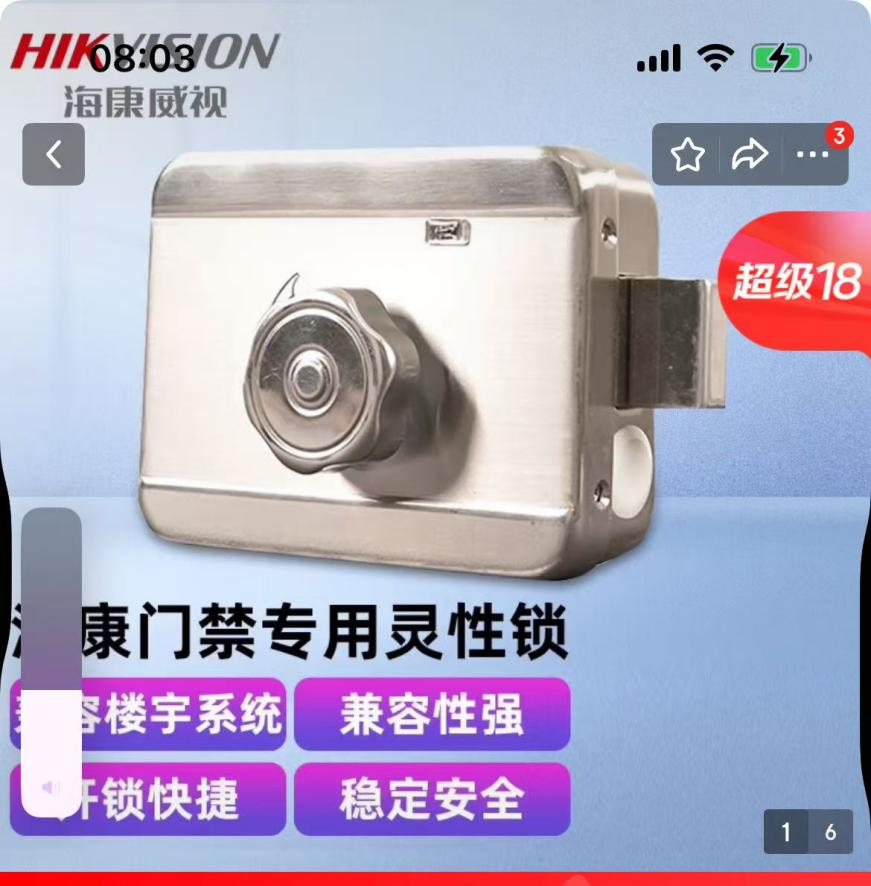 HIKVISION
08:03
海康威视
3
超级18
康门禁专用灵性锁
容楼宇系统
兼容性强
开锁快捷
稳定安全
1 6